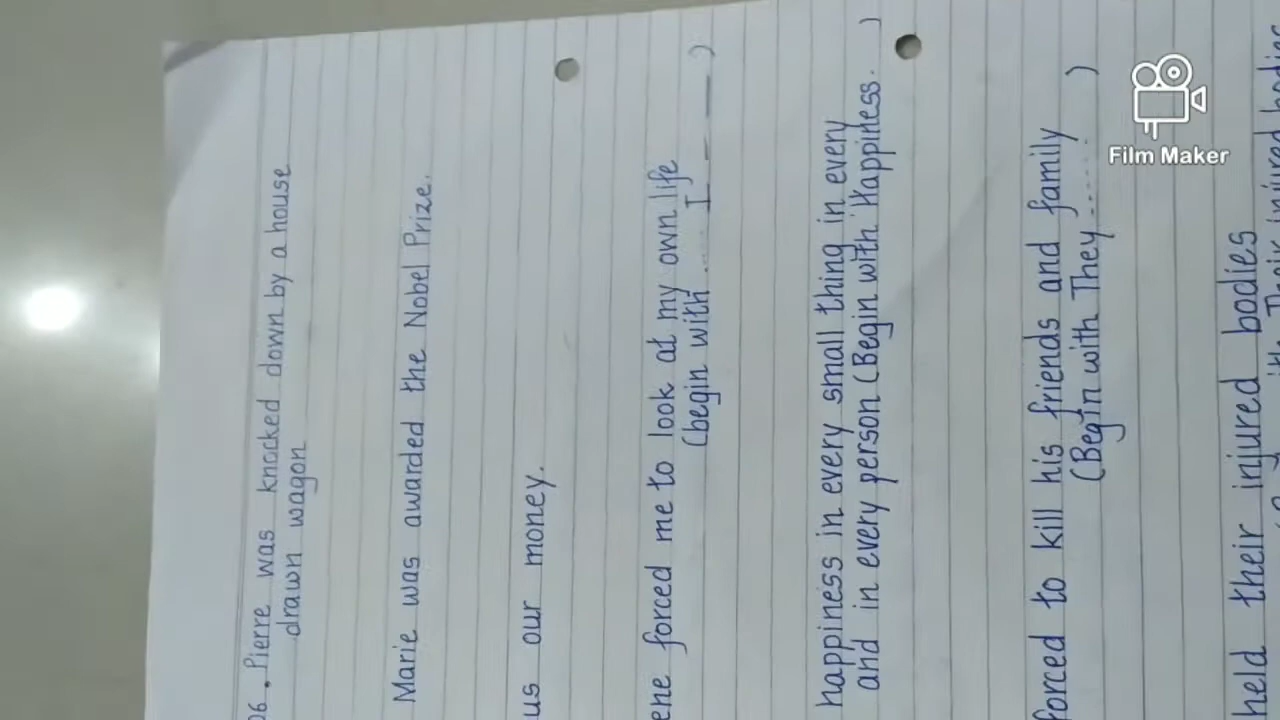 06. Pierre was knocked down by a house
drawn wagon
Marie was awarded the Nobel Prize.
us our money.
ene forced me to look at my own life
(begin with ...... I _ _ _ )
happiness in every small thing in every
and in every person (Begin with Happiness. )
forced to kill his friends and family
(Begin with They ...... )
held their injured bodies
Their injured bodies
Film Maker